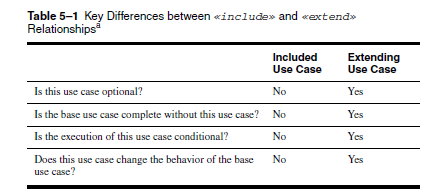 Table 5–1 Key Differences between «include» and «extend»
Relationshipsª
Included Extending
Use Case Use Case
Is this use case optional? No Yes
Is the base use case complete without this use case? No Yes
Is the execution of this use case conditional? No Yes
Does this use case change the behavior of the base No Yes
use case?